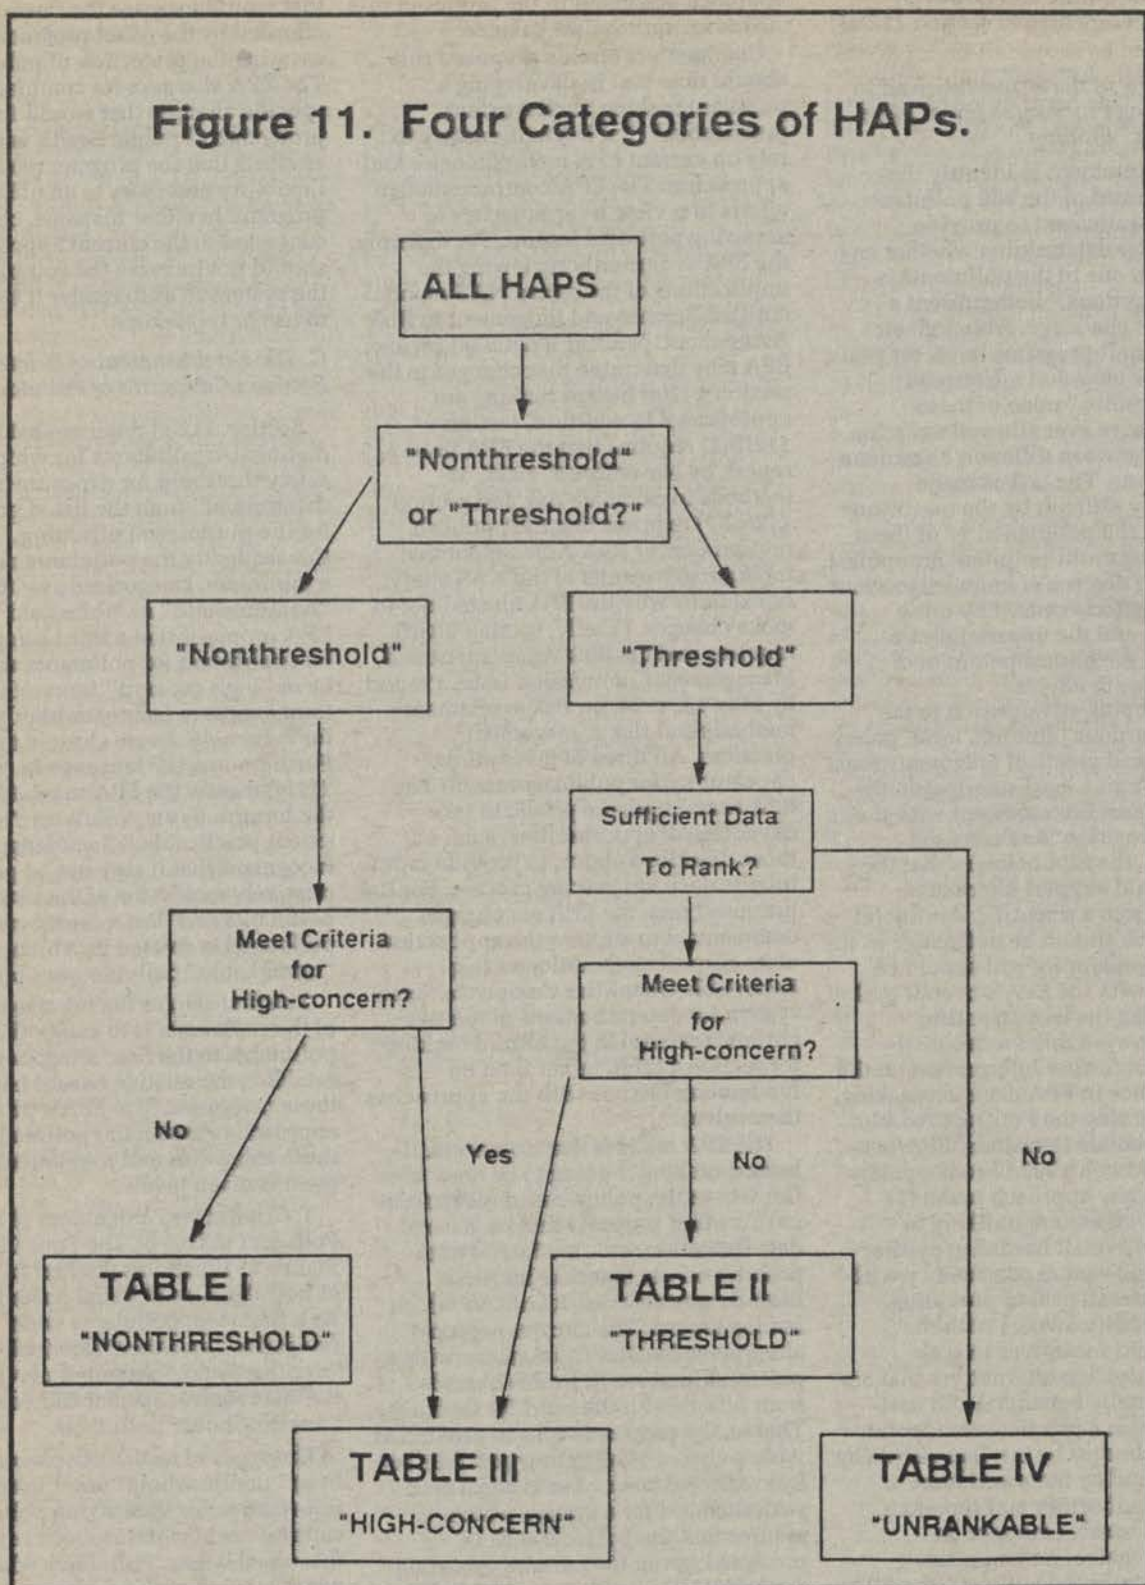 Figure 11. Four Categories of HAPs.
ALL HAPS
"Nonthreshold"
or "Threshold?"
"Nonthreshold"
"Threshold"
Sufficient Data
To Rank?
Meet Criteria
for
High-concern?
Meet Criteria
for
High-concern?
No
Yes
No
No
TABLE I
"NONTHRESHOLD"
TABLE II
"THRESHOLD"
TABLE III
"HIGH-CONCERN"
TABLE IV
"UNRANKABLE"